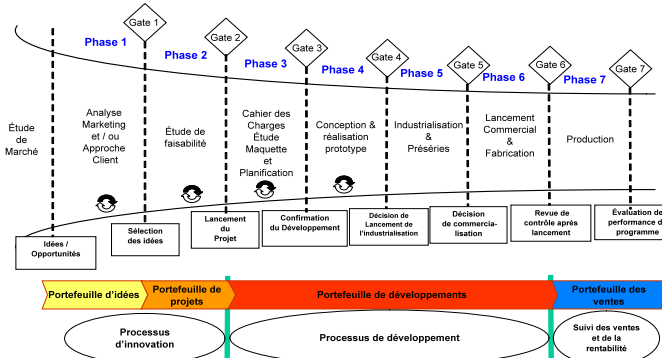 Gate 1
Gate 2
Gate 3
Gate 4
Gate 5
Gate 6
Gate 7
Phase 1
Phase 2
Phase 3
Phase 4
Phase 5
Phase 6
Phase 7
Étude
de
Marché
Analyse
Marketing
et / ou
Approche
Client
Étude de
faisabilité
Cahier des
Charges
Étude
Maquette
et
Planification
Conception &
réalisation
prototype
Industrialisation
&
Préséries
Lancement
Commercial
&
Fabrication
Production
Idées /
Opportunités
Sélection
des idées
Lancement
du
Projet
Confirmation
du Développement
Décision de
Lancement de
l'industrialisation
Décision
de commercia-
lisation
Revue de
contrôle après
lancement
Évaluation de
performance d
programme
Portefeuille d'idées
Portefeuille de
projets
Portefeuille de développements
Portefeuille des
ventes
Processus
d'innovation
Processus de développement
Suivi des ventes
et de la
rentabilité